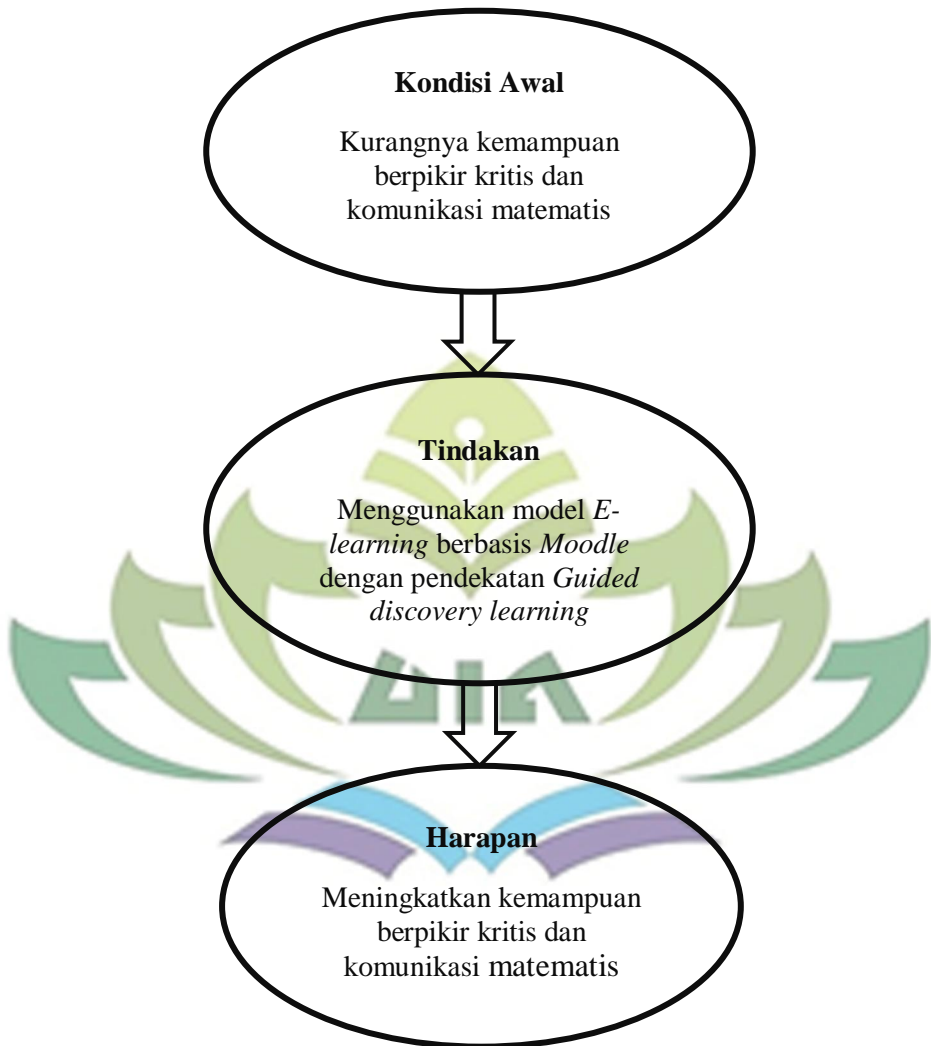 Kondisi Awal
Kurangnya kemampuan
berpikir kritis dan
komunikasi matematis
Tindakan
Menggunakan model E-
learning berbasis Moodle
dengan pendekatan Guided
discovery learning
Harapan
Meningkatkan kemampuan
berpikir kritis dan
komunikasi matematis